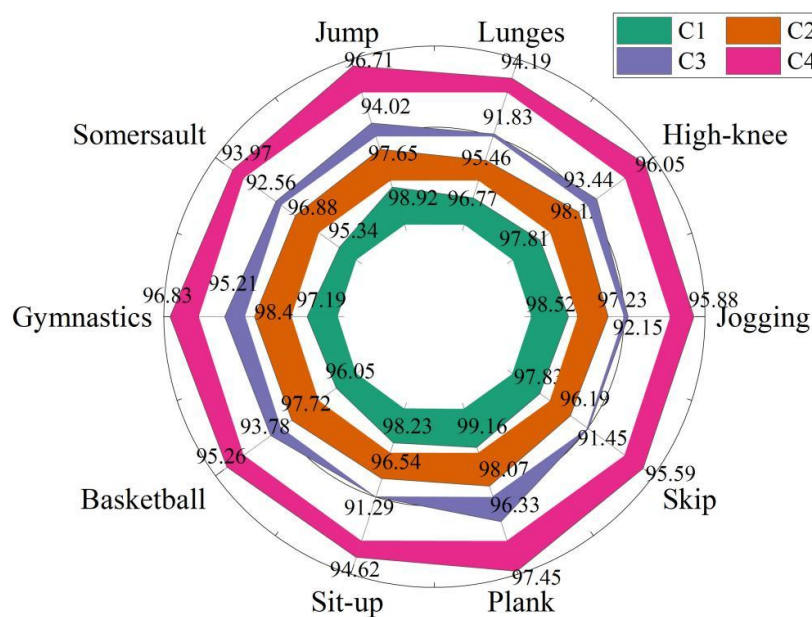 C1
C2
C3
C4
Jump
96.71
94.02
97.65
98.92
Lunges
94.19
91.83
95.46
96.77
High-knee
96.05
93.44
97.81
Jogging
95.88
92.15
97.23
98.52
Skip
95.59
91.45
96.19
97.83
Plank
97.45
96.33
98.07
99.16
Sit-up
94.62
91.29
96.54
98.23
Basketball
95.26
93.78
97.72
96.05
Gymnastics
96.83
95.21
98.4
97.19
Somersault
93.97
92.56
96.88
95.34